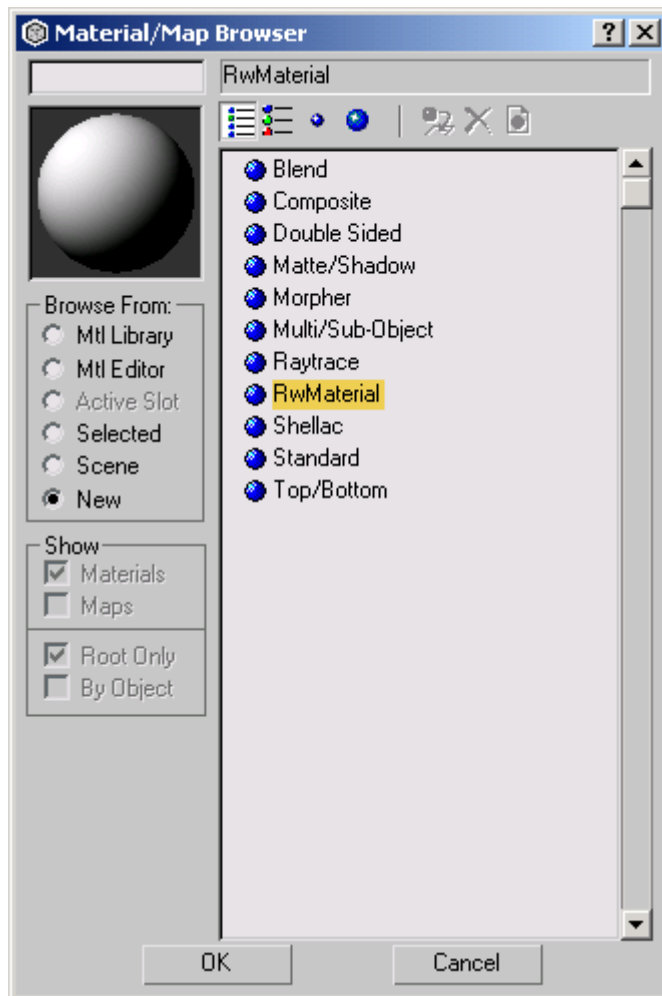 Material/Map Browser
RwMaterial
Blend
Composite
Double Sided
Matte/Shadow
Morpher
Multi/Sub-Object
Raytrace
RwMaterial
Shellac
Standard
Top/Bottom
Browse From:
Mtl Library
Mtl Editor
Active Slot
Selected
Scene
New
Show
Materials
Maps
Root Only
By Object
OK
Cancel